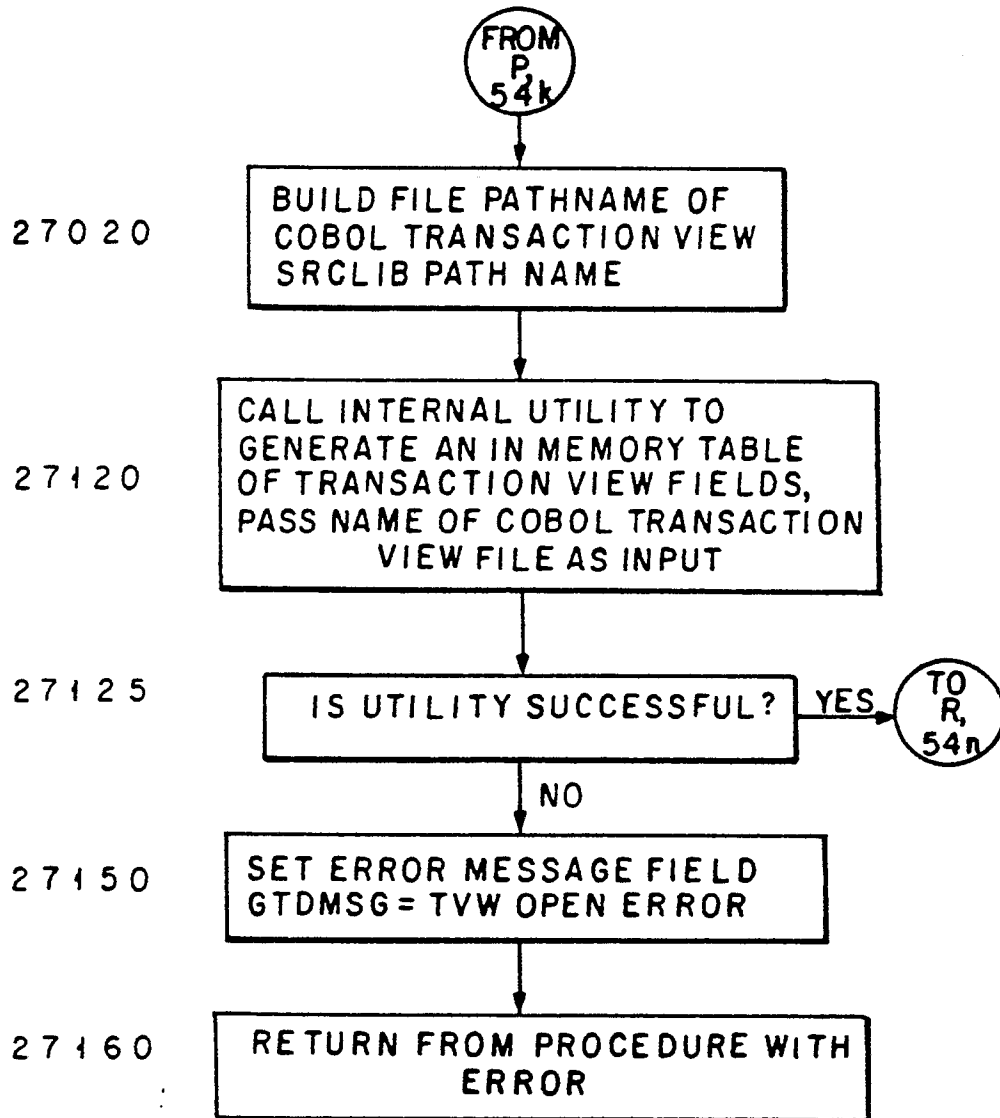 FROM
P,
54k
27020
BUILD FILE PATHNAME OF
COBOL TRANSACTION VIEW
SRCLIB PATH NAME
27120
CALL INTERNAL UTILITY TO
GENERATE AN IN MEMORY TABLE
OF TRANSACTION VIEW FIELDS,
PASS NAME OF COBOL TRANSACTION
VIEW FILE AS INPUT
27125
IS UTILITY SUCCESSFUL?
YES
TO
R,
54n
NO
27150
SET ERROR MESSAGE FIELD
GTDMSG = TVW OPEN ERROR
27160
RETURN FROM PROCEDURE WITH
ERROR